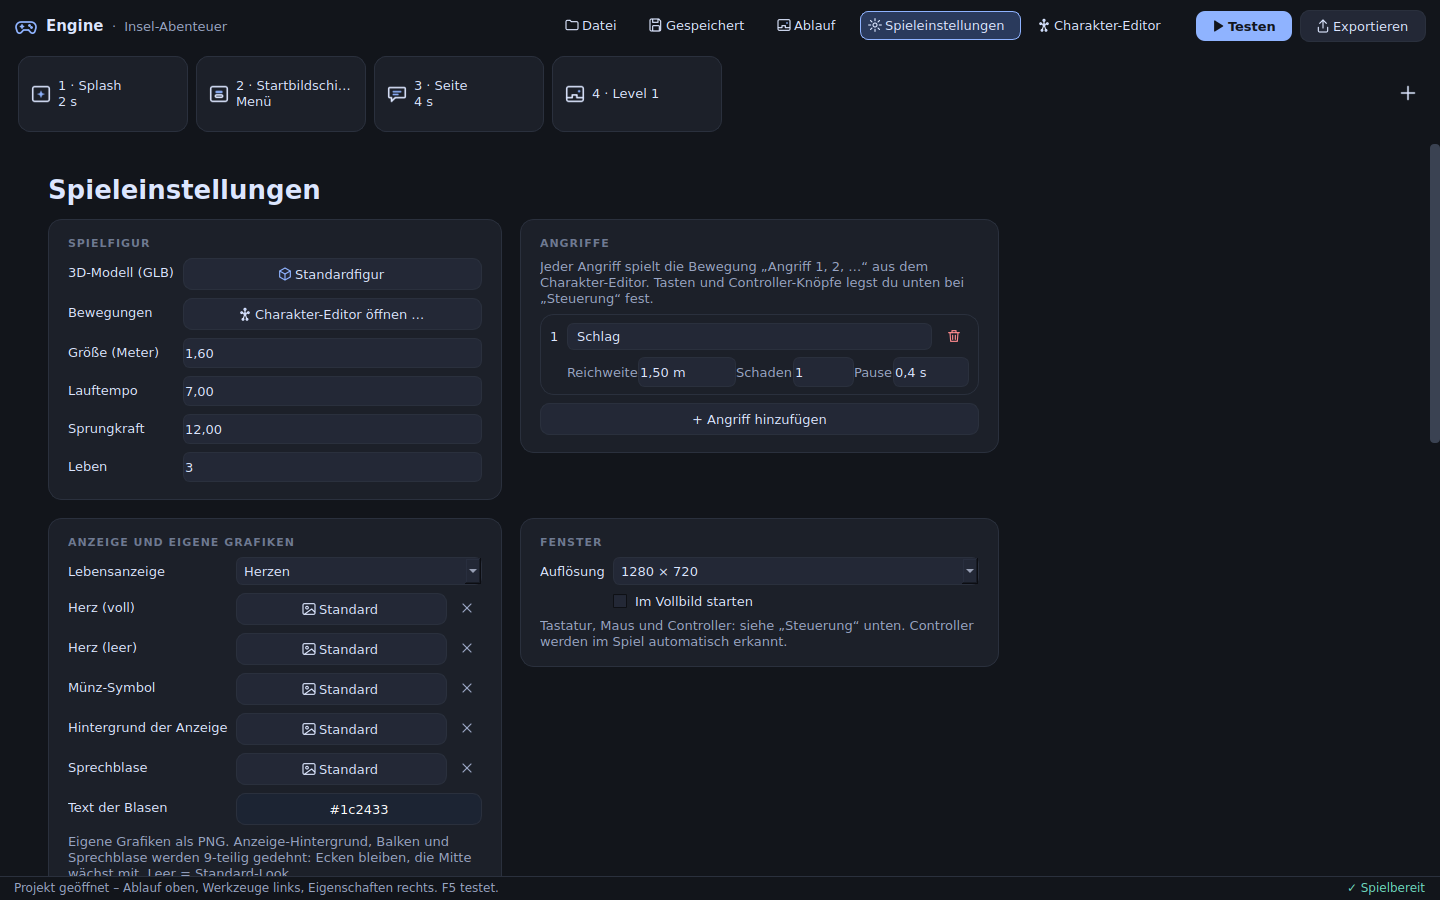 Engine · Insel-Abenteuer
Datei
Gespeichert
Ablauf
Spieleinstellungen
Charakter-Editor
Testen
Exportieren
1 · Splash
2 s
2 · Startbildschi…
Menü
3 · Seite
4 s
4 · Level 1
+
Spieleinstellungen
SPIELFIGUR
3D-Modell (GLB)
Standardfigur
Bewegungen
Charakter-Editor öffnen …
Größe (Meter)
1,60
Lauftempo
7,00
Sprungkraft
12,00
Leben
3
ANGRIFFE
Jeder Angriff spielt die Bewegung „Angriff 1, 2, …“ aus dem
Charakter-Editor. Tasten und Controller-Knöpfe legst du unten bei
„Steuerung“ fest.
1
Schlag
Reichweite 1,50 m Schaden 1 Pause 0,4 s
+ Angriff hinzufügen
ANZEIGE UND EIGENE GRAFIKEN
Lebensanzeige
Herzen
Herz (voll)
Standard
Herz (leer)
Standard
Münz-Symbol
Standard
Hintergrund der Anzeige
Standard
Sprechblase
Standard
Text der Blasen
#1c2433
Eigene Grafiken als PNG. Anzeige-Hintergrund, Balken und
Sprechblase werden 9-teilig gedehnt: Ecken bleiben, die Mitte
wächst mit. Leer = Standard-Look.
FENSTER
Auflösung
1280 × 720
Im Vollbild starten
Tastatur, Maus und Controller: siehe „Steuerung“ unten. Controller
werden im Spiel automatisch erkannt.
Projekt geöffnet – Ablauf oben, Werkzeuge links, Eigenschaften rechts. F5 testet.
✓ Spielbereit